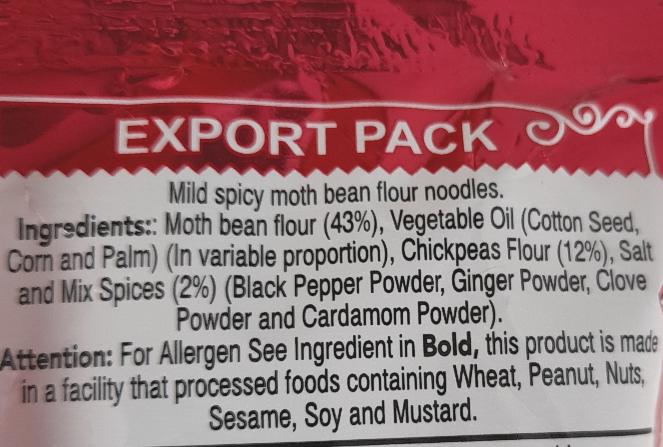 EXPORT PACK
Mild spicy moth bean flour noodles.
Ingredients:: Moth bean flour (43%), Vegetable Oil (Cotton Seed,
Corn and Palm) (In variable proportion), Chickpeas Flour (12%), Salt
and Mix Spices (2%) (Black Pepper Powder, Ginger Powder, Clove
Powder and Cardamom Powder).
Attention: For Allergen See Ingredient in Bold, this product is made
in a facility that processed foods containing Wheat, Peanut, Nuts,
Sesame, Soy and Mustard.